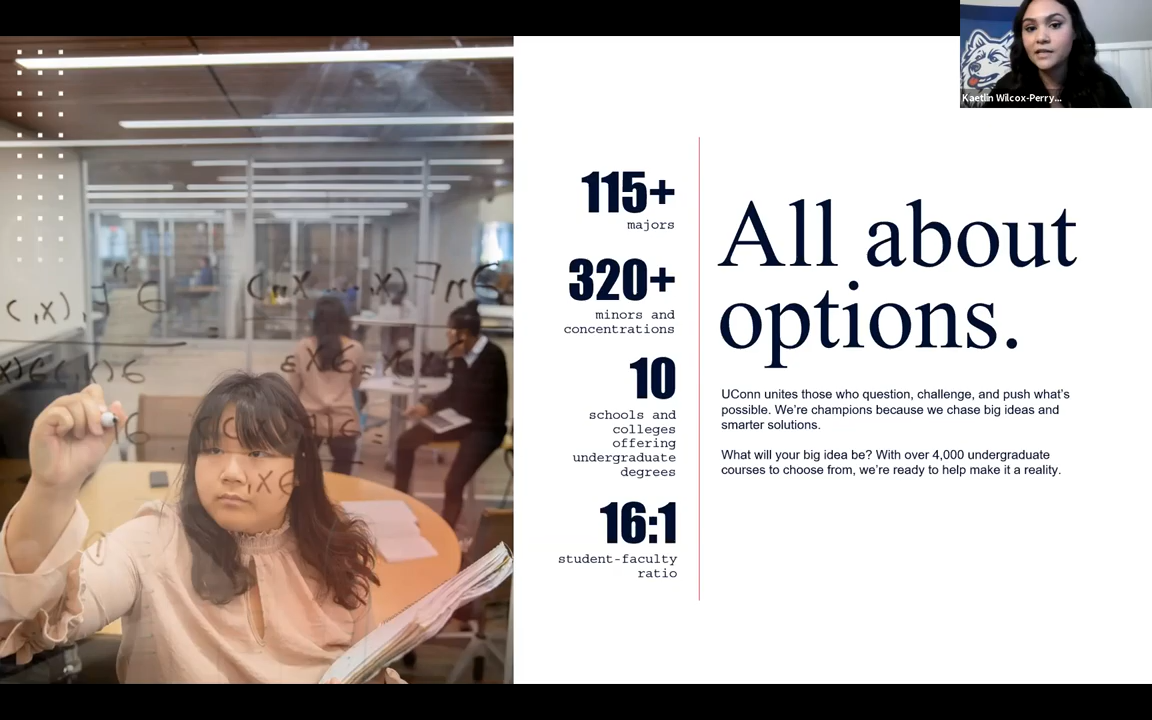 Kaetlin Wilcox-Perry...
115+
majors
320+
minors and
concentrations
10
schools and
colleges
offering
undergraduate
degrees
16:1
student-faculty
ratio
All about
options.
UConn unites those who question, challenge, and push what's
possible. We're champions because we chase big ideas and
smarter solutions.
What will your big idea be? With over 4,000 undergraduate
courses to choose from, we're ready to help make it a reality.